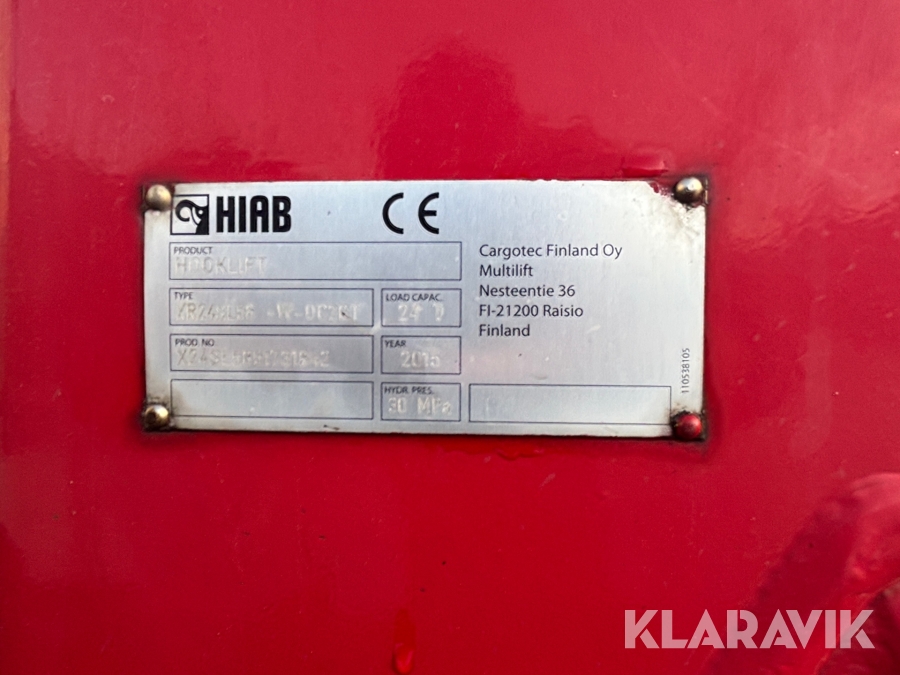 HIAB
CE
PRODUCT
HOOKLIFT
TYPE
LOAD CAPAC.
PROD. NO
YEAR
2015
HYDR. PRES.
30 MPa
Cargotec Finland Oy
Multilift
Nesteentie 36
FI-21200 Raisio
Finland
110538105
KLARAVIK